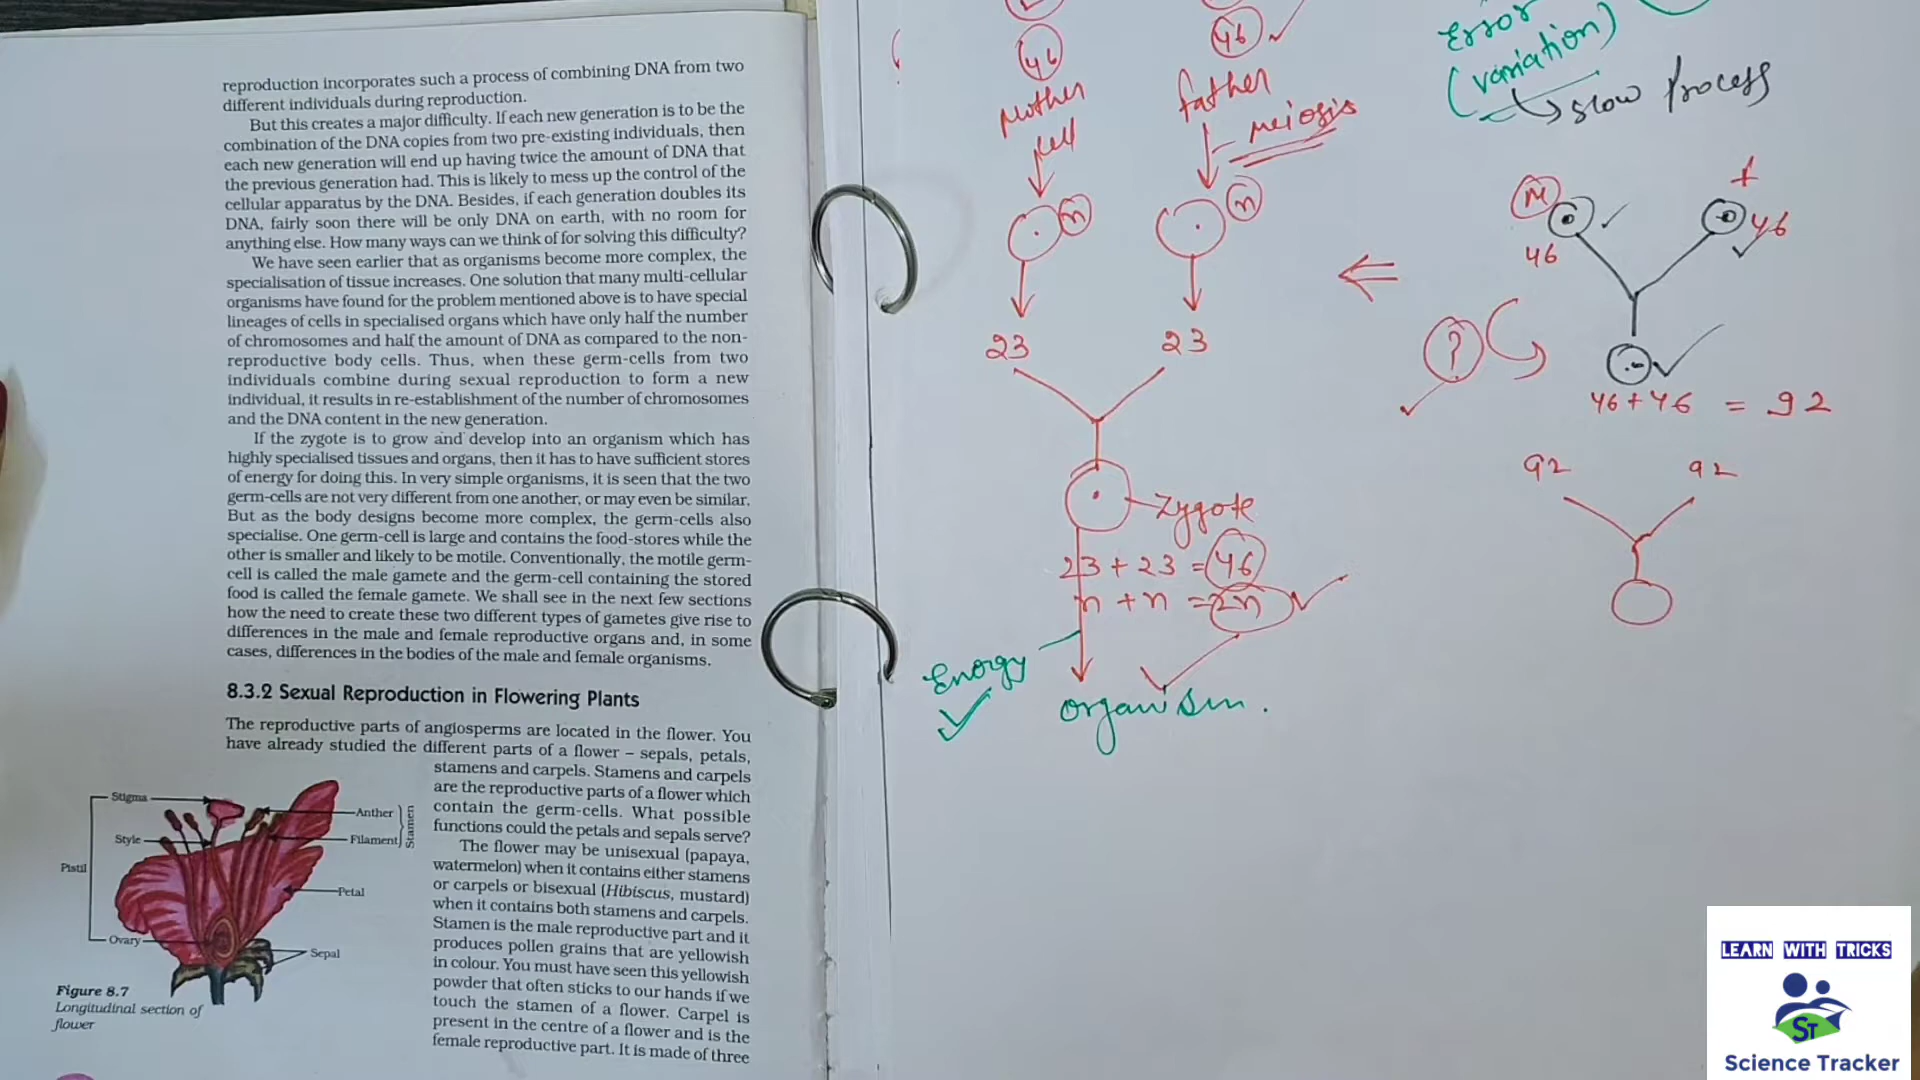 reproduction incorporates such a process of combining DNA from two
different individuals during reproduction.
But this creates a major difficulty. If each new generation is to be the
combination of the DNA copies from two pre-existing individuals, then
each new generation will end up having twice the amount of DNA that
the previous generation had. This is likely to mess up the control of the
cellular apparatus by the DNA. Besides, if each generation doubles its
DNA, fairly soon there will be only DNA on earth, with no room for
anything else. How many ways can we think of for solving this difficulty?
We have seen earlier that as organisms become more complex, the
specialisation of tissue increases. One solution that many multi-cellular
organisms have found for the problem mentioned above is to have special
lineages of cells in specialised organs which have only half the number
of chromosomes and half the amount of DNA as compared to the non-
reproductive body cells. Thus, when these germ-cells from two
individuals combine during sexual reproduction to form a new
individual, it results in re-establishment of the number of chromosomes
and the DNA content in the new generation.
If the zygote is to grow and develop into an organism which has
highly specialised tissues and organs, then it has to have sufficient stores
of energy for doing this. In very simple organisms, it is seen that the two
germ-cells are not very different from one another, or may even be similar.
But as the body designs become more complex, the germ-cells also
specialise. One germ-cell is large and contains the food-stores while the
other is smaller and likely to be motile. Conventionally, the motile germ-
cell is called the male gamete and the germ-cell containing the stored
food is called the female gamete. We shall see in the next few sections
how the need to create these two different types of gametes give rise to
differences in the male and female reproductive organs and, in some
cases, differences in the bodies of the male and female organisms.
8.3.2 Sexual Reproduction in Flowering Plants
The reproductive parts of angiosperms are located in the flower. You
have already studied the different parts of a flower – sepals, petals,
stamens and carpels. Stamens and carpels
are the reproductive parts of a flower which
contain the germ-cells. What possible
functions could the petals and sepals serve?
The flower may be unisexual (papaya,
watermelon) when it contains either stamens
or carpels or bisexual (Hibiscus, mustard)
when it contains both stamens and carpels.
Stamen is the male reproductive part and it
produces pollen grains that are yellowish
in colour. You must have seen this yellowish
powder that often sticks to our hands if we
touch the stamen of a flower. Carpel is
present in the centre of a flower and is the
female reproductive part. It is made of three
Stigma
Style
Pistil
Ovary
Anther
Filament
Stamen
Petal
Sepal
Figure 8.7
Longitudinal section of
flower
46
46
Mother
cell
father
meiosis
n
n
23
23
Zygote
23 + 23 = 46
n + n = 2n
Energy
organism.
Error
(variation)
slow process
M
46
f
46
?
46 + 46 = 92
92
92
LEARN WITH TRICKS
ST
Science Tracker